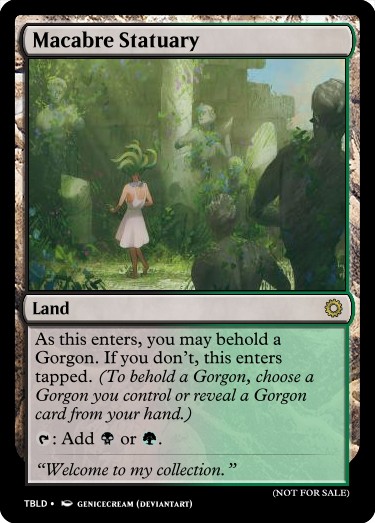 Macabre Statuary
Land
As this enters, you may behold a
Gorgon. If you don't, this enters
tapped. (To behold a Gorgon, choose a
Gorgon you control or reveal a Gorgon
card from your hand.)
: Add or .
“Welcome to my collection.”
(NOT FOR SALE)
TBLD • GENICECREAM (DEVIANTART)